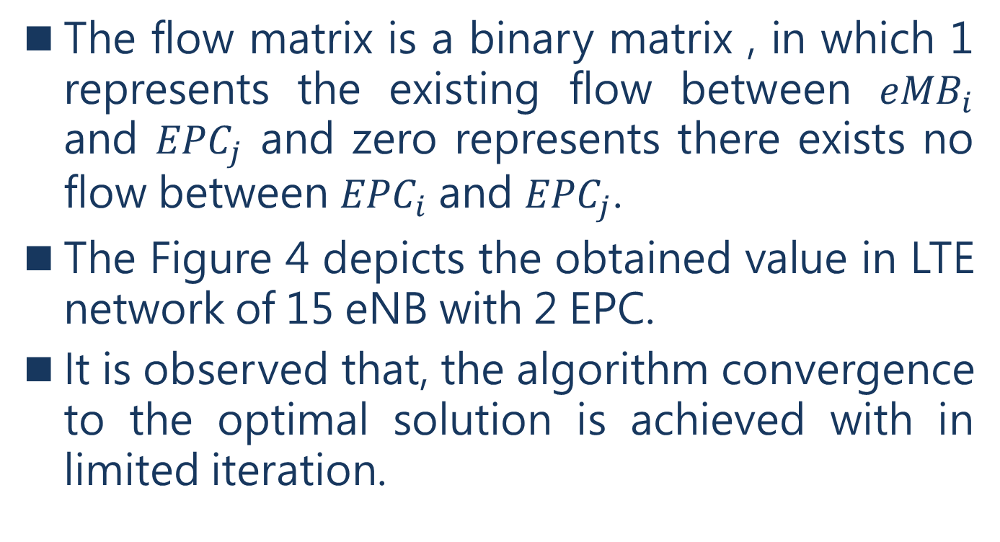 ■ The flow matrix is a binary matrix , in which 1
represents the existing flow between eMB_i
and EPC_j and zero represents there exists no
flow between EPC_i and EPC_j.
■ The Figure 4 depicts the obtained value in LTE
network of 15 eNB with 2 EPC.
■ It is observed that, the algorithm convergence
to the optimal solution is achieved with in
limited iteration.